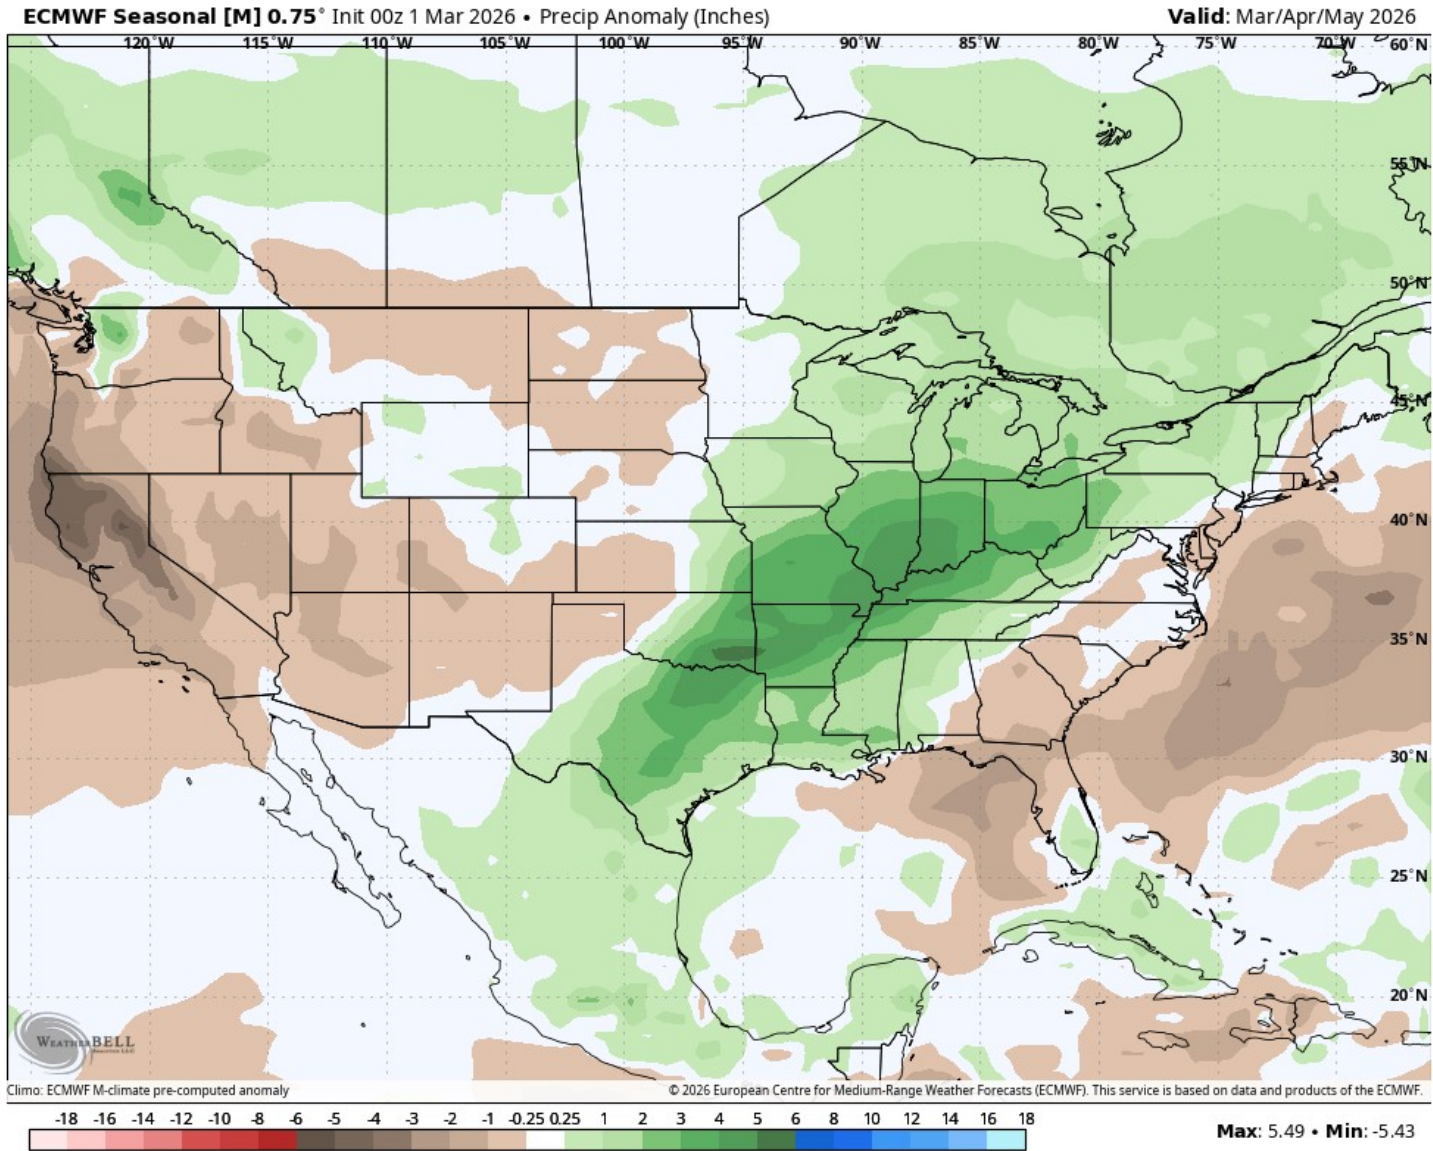 ECMWF Seasonal [M] 0.75° Init 00z 1 Mar 2026 • Precip Anomaly (Inches)
Valid: Mar/Apr/May 2026
120°W 115°W 110°W 105°W 100°W 95°W 90°W 85°W 80°W 75°W 70°W 60°N
55°N
50°N
45°N
40°N
35°N
30°N
25°N
20°N
WEATHERBELL
Climo: ECMWF M-climate pre-computed anomaly
© 2026 European Centre for Medium-Range Weather Forecasts (ECMWF). This service is based on data and products of the ECMWF.
-18 -16 -14 -12 -10 -8 -6 -5 -4 -3 -2 -1 -0.25 0.25 1 2 3 4 5 6 8 10 12 14 16 18
Max: 5.49 • Min: -5.43